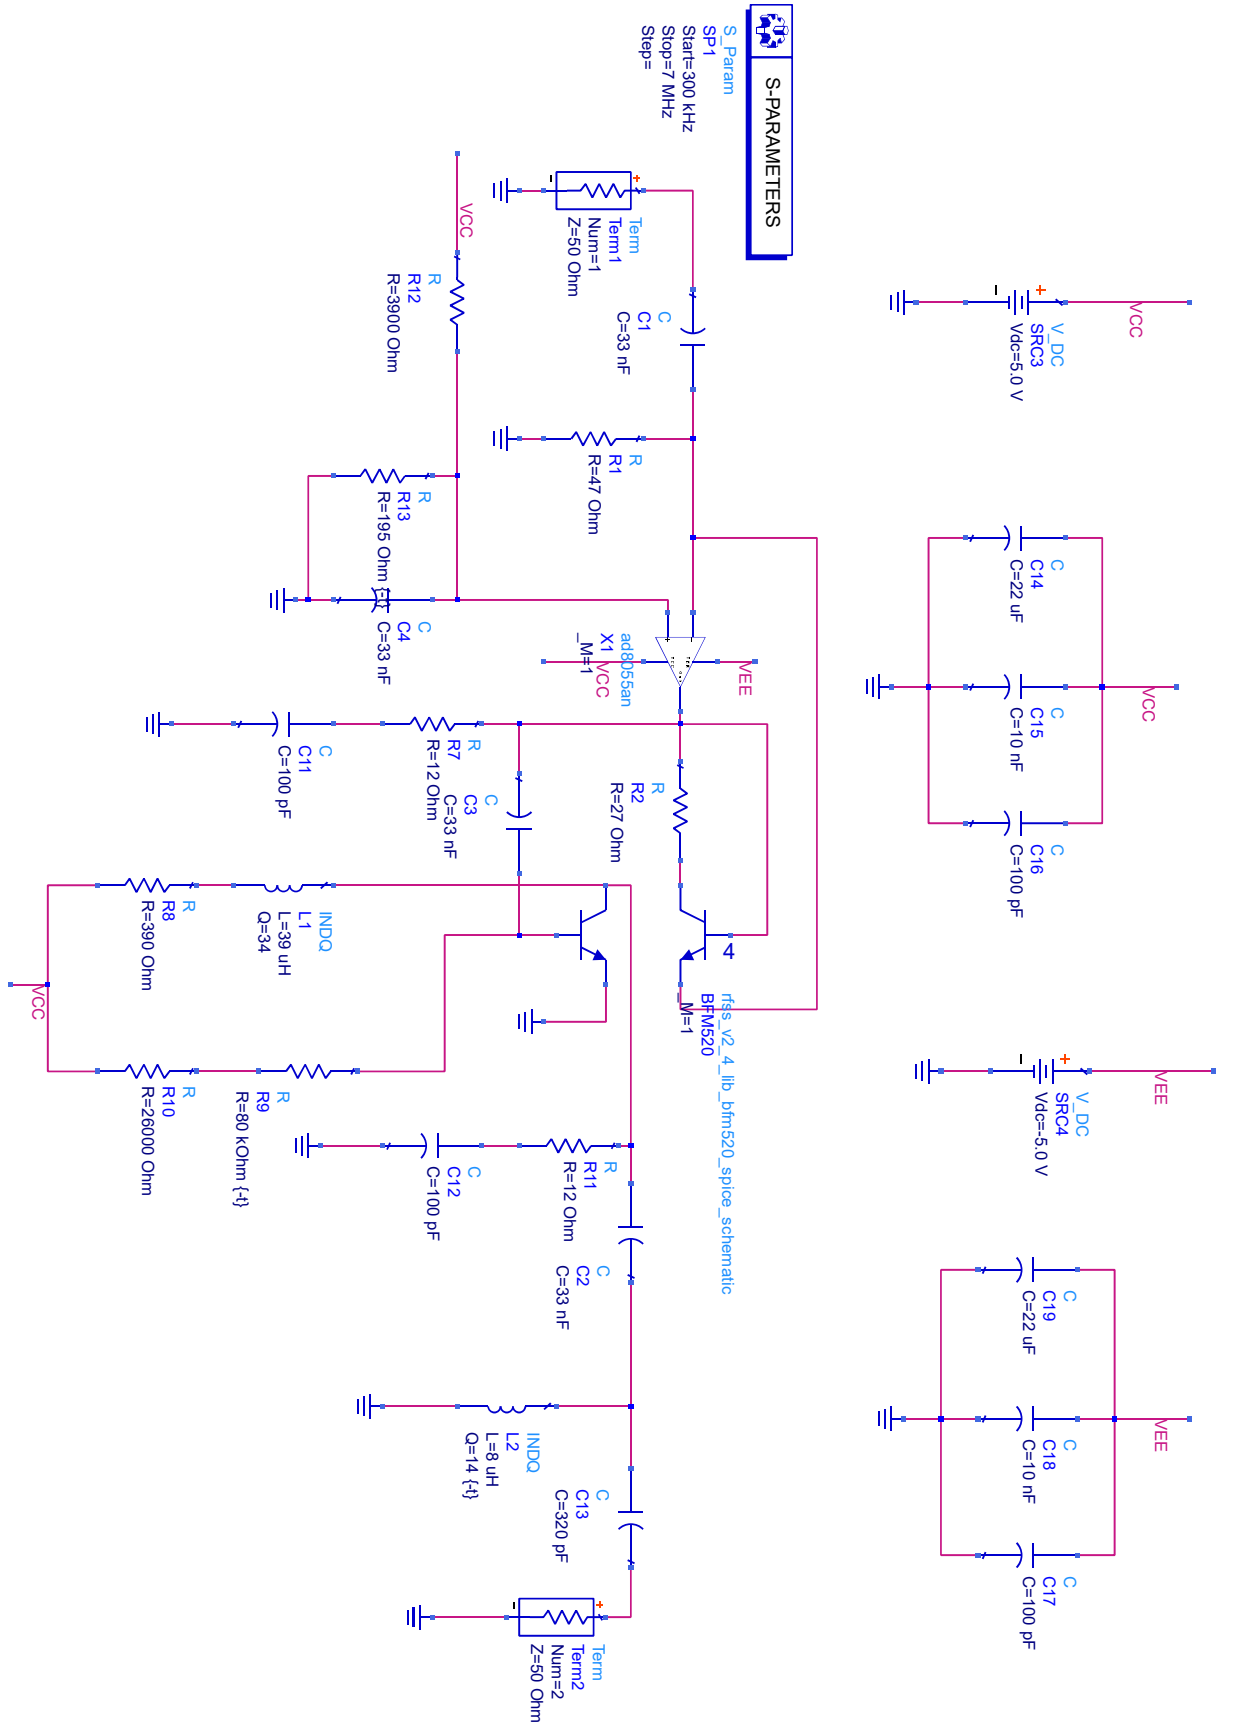 S-PARAMETERS
S_Param
SP1
Start=300 kHz
Stop=7 MHz
Step=
VCC
+
-
V_DC
SRC3
Vdc=5.0 V
VCC
C
C14
C=22 uF
C
C15
C=10 nF
C
C16
C=100 pF
VEE
+
-
V_DC
SRC4
Vdc=-5.0 V
VEE
C
C19
C=22 uF
C
C18
C=10 nF
C
C17
C=100 pF
+
-
Term
Term1
Num=1
Z=50 Ohm
C
C1
C=33 nF
R
R1
R=47 Ohm
VCC
R
R12
R=3900 Ohm
R
R13
R=195 Ohm {-t}
C
C4
C=33 nF
VEE
VCC
ad8055an
X1
_M=1
R
R2
R=27 Ohm
4
rfss_v2_4_lib_bfm520_spice_schematic
BFM520
_M=1
R
R7
R=12 Ohm
C
C11
C=100 pF
C
C3
C=33 nF
INDQ
L1
L=39 uH
Q=34
R
R8
R=390 Ohm
VCC
R
R9
R=80 kOhm {-t}
R
R10
R=26000 Ohm
R
R11
R=12 Ohm
C
C12
C=100 pF
C
C2
C=33 nF
INDQ
L2
L=8 uH
Q=14 {-t}
C
C13
C=320 pF
+
-
Term
Term2
Num=2
Z=50 Ohm